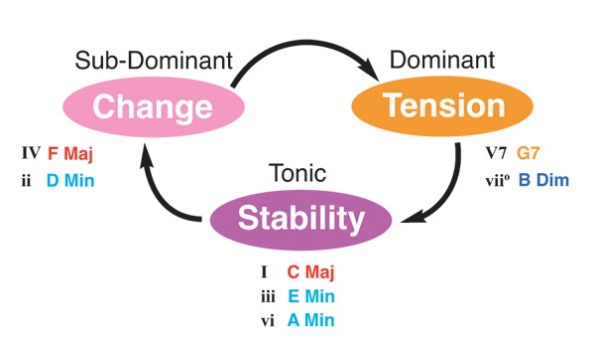 Sub-Dominant
Change
IV F Maj
ii D Min
Dominant
Tension
V7 G7
viiº B Dim
Tonic
Stability
I C Maj
iii E Min
vi A Min